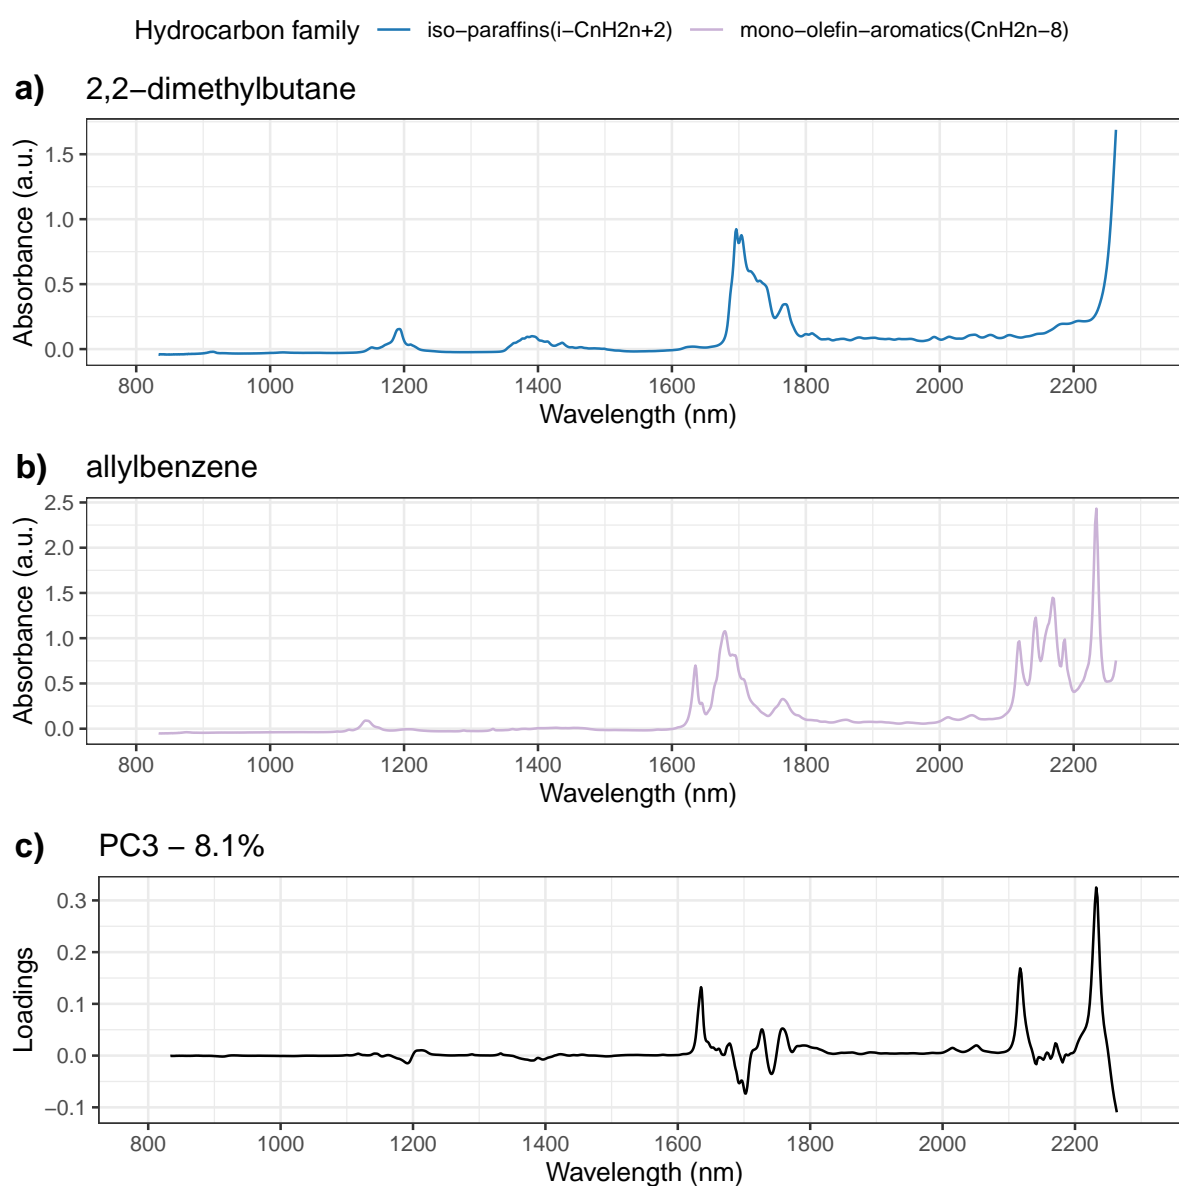 Hydrocarbon family iso−paraffins(i−CnH2n+2) mono−olefin−aromatics(CnH2n−8)
a) 2,2−dimethylbutane
Absorbance (a.u.)
1.5
1.0
0.5
0.0
800 1000 1200 1400 1600 1800 2000 2200
Wavelength (nm)
b) allylbenzene
Absorbance (a.u.)
2.5
2.0
1.5
1.0
0.5
0.0
800 1000 1200 1400 1600 1800 2000 2200
Wavelength (nm)
c) PC3 − 8.1%
Loadings
0.3
0.2
0.1
0.0
−0.1
800 1000 1200 1400 1600 1800 2000 2200
Wavelength (nm)